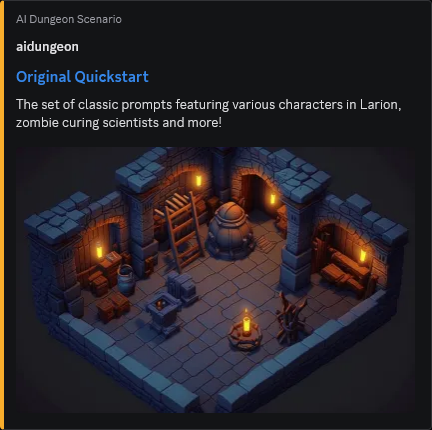 AI Dungeon Scenario
aidungeon
Original Quickstart
The set of classic prompts featuring various characters in Larion,
zombie curing scientists and more!